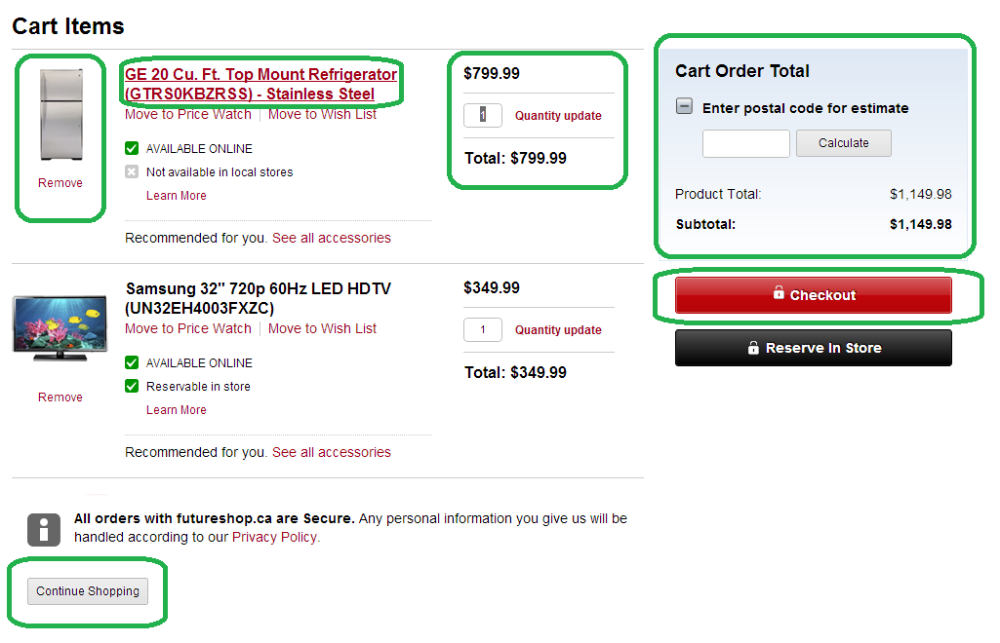 Cart Items
GE 20 Cu. Ft. Top Mount Refrigerator
(GTRS0KBZRSS) - Stainless Steel
Move to Price Watch | Move to Wish List
AVAILABLE ONLINE
Not available in local stores
Learn More
Remove
Recommended for you. See all accessories
$799.99
1 Quantity update
Total: $799.99
Samsung 32" 720p 60Hz LED HDTV
(UN32EH4003FXZC)
Move to Price Watch | Move to Wish List
AVAILABLE ONLINE
Reservable in store
Learn More
Remove
Recommended for you. See all accessories
$349.99
1 Quantity update
Total: $349.99
All orders with futureshop.ca are Secure. Any personal information you give us will be
handled according to our Privacy Policy.
Continue Shopping
Cart Order Total
Enter postal code for estimate
Calculate
Product Total: $1,149.98
Subtotal: $1,149.98
Checkout
Reserve In Store